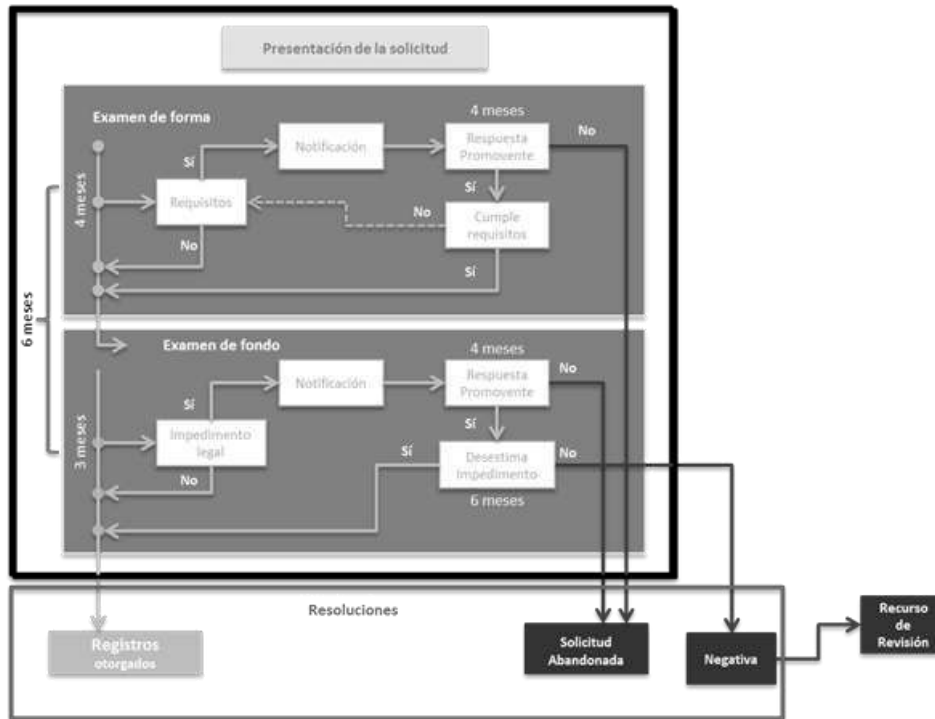 Presentación de la solicitud
Examen de forma
4 meses
No
Sí
Notificación
Respuesta
Promovente
6 meses
4 meses
Requisitos
Sí
No
Cumple
requisitos
No
Sí
Examen de fondo
4 meses
No
Sí
Notificación
Respuesta
Promovente
3 meses
Impedimento
legal
Sí
Sí
Desestima
Impedimento
No
No
6 meses
Resoluciones
Registros
otorgados
Solicitud
Abandonada
Negativa
Recurso
de
Revisión